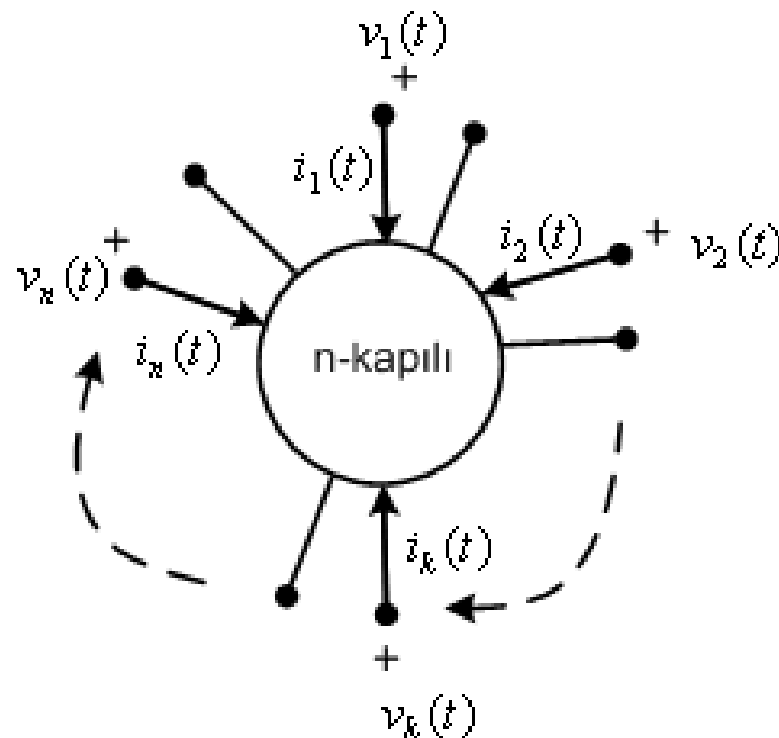 v₁(t)
+
i₁(t)
i₂(t)
+
v₂(t)
+
vₙ(t)
iₙ(t)
n-kapılı
iₖ(t)
+
vₖ(t)